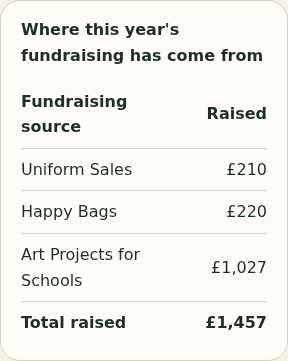 Where this year's
fundraising has come from
Fundraising
source
Raised
Uniform Sales £210
Happy Bags £220
Art Projects for
Schools
£1,027
Total raised £1,457